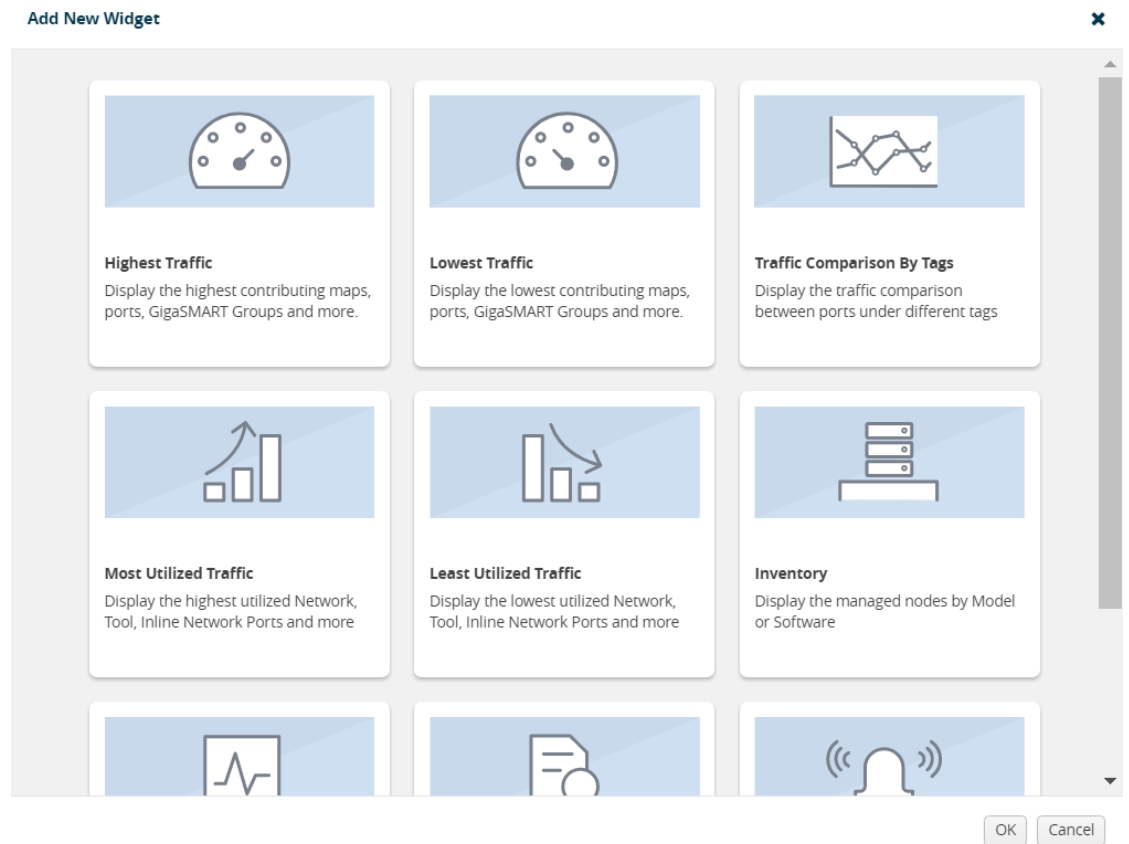 Add New Widget
Highest Traffic
Display the highest contributing maps,
ports, GigaSMART Groups and more.
Lowest Traffic
Display the lowest contributing maps,
ports, GigaSMART Groups and more.
Traffic Comparison By Tags
Display the traffic comparison
between ports under different tags
Most Utilized Traffic
Display the highest utilized Network,
Tool, Inline Network Ports and more
Least Utilized Traffic
Display the lowest utilized Network,
Tool, Inline Network Ports and more
Inventory
Display the managed nodes by Model
or Software
OK
Cancel